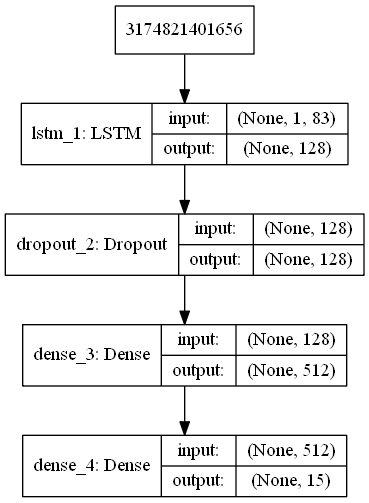 3174821401656
lstm_1: LSTM
input: (None, 1, 83)
output: (None, 128)
dropout_2: Dropout
input: (None, 128)
output: (None, 128)
dense_3: Dense
input: (None, 128)
output: (None, 512)
dense_4: Dense
input: (None, 512)
output: (None, 15)